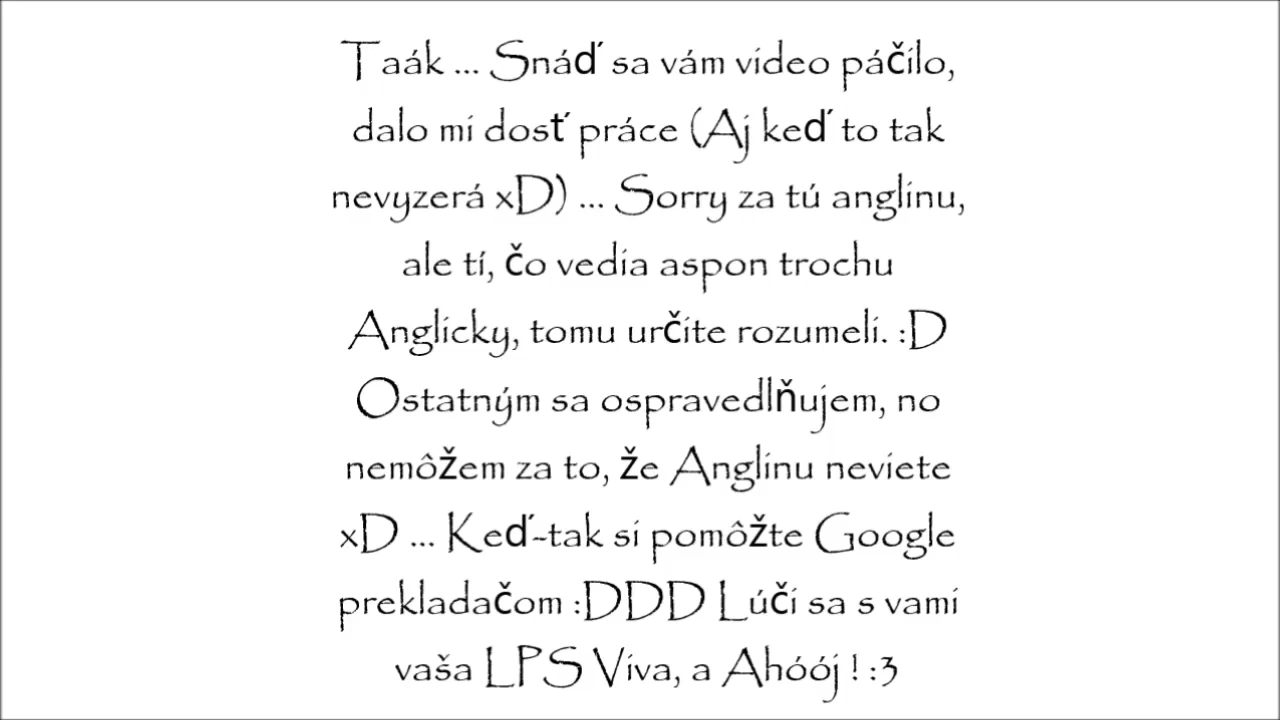 Taák ... Snáď sa vám video páčilo,
dalo mi dosť práce (Aj keď to tak
nevyzerá xD) ... Sorry za tú anglinu,
ale tí, čo vedia aspon trochu
Anglicky, tomu určite rozumeli. :D
Ostatným sa ospravedlňujem, no
nemôžem za to, že Anglinu neviete
xD ... Keď-tak si pomôžte Google
prekladačom :DDD Lúči sa s vami
vaša LPS Viva, a Ahóój ! :3